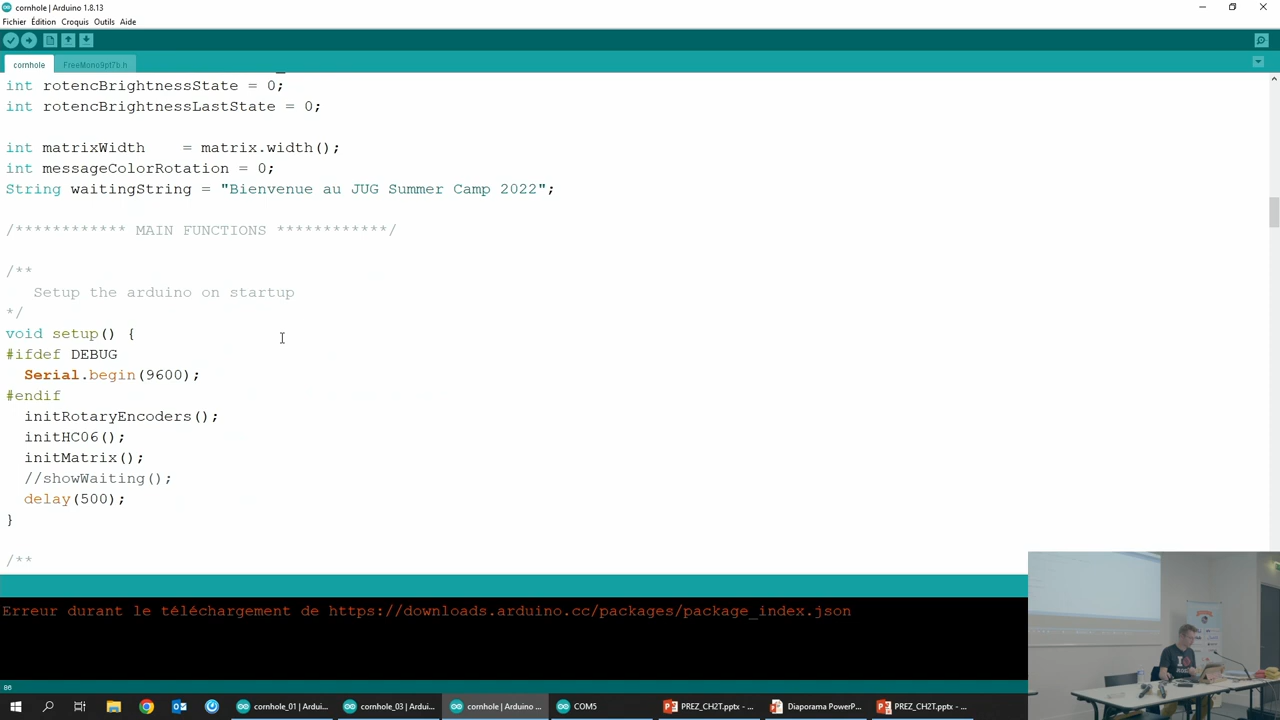 cornhole | Arduino 1.8.13
Fichier Édition Croquis Outils Aide
cornhole FreeMono9pt7b.h
int rotencBrightnessState = 0;
int rotencBrightnessLastState = 0;
int matrixWidth = matrix.width();
int messageColorRotation = 0;
String waitingString = "Bienvenue au JUG Summer Camp 2022";
/************ MAIN FUNCTIONS ************/
/**
Setup the arduino on startup
*/
void setup() {
#ifdef DEBUG
Serial.begin(9600);
#endif
initRotaryEncoders();
initHC06();
initMatrix();
//showWaiting();
delay(500);
}
/**
Erreur durant le téléchargement de https://downloads.arduino.cc/packages/package_index.json
86
cornhole_01 | Ardui... cornhole_03 | Ardui... cornhole | Arduino ... COM5 PREZ_CH2T.pptx - ... Diaporama PowerP... PREZ_CH2T.pptx - ...